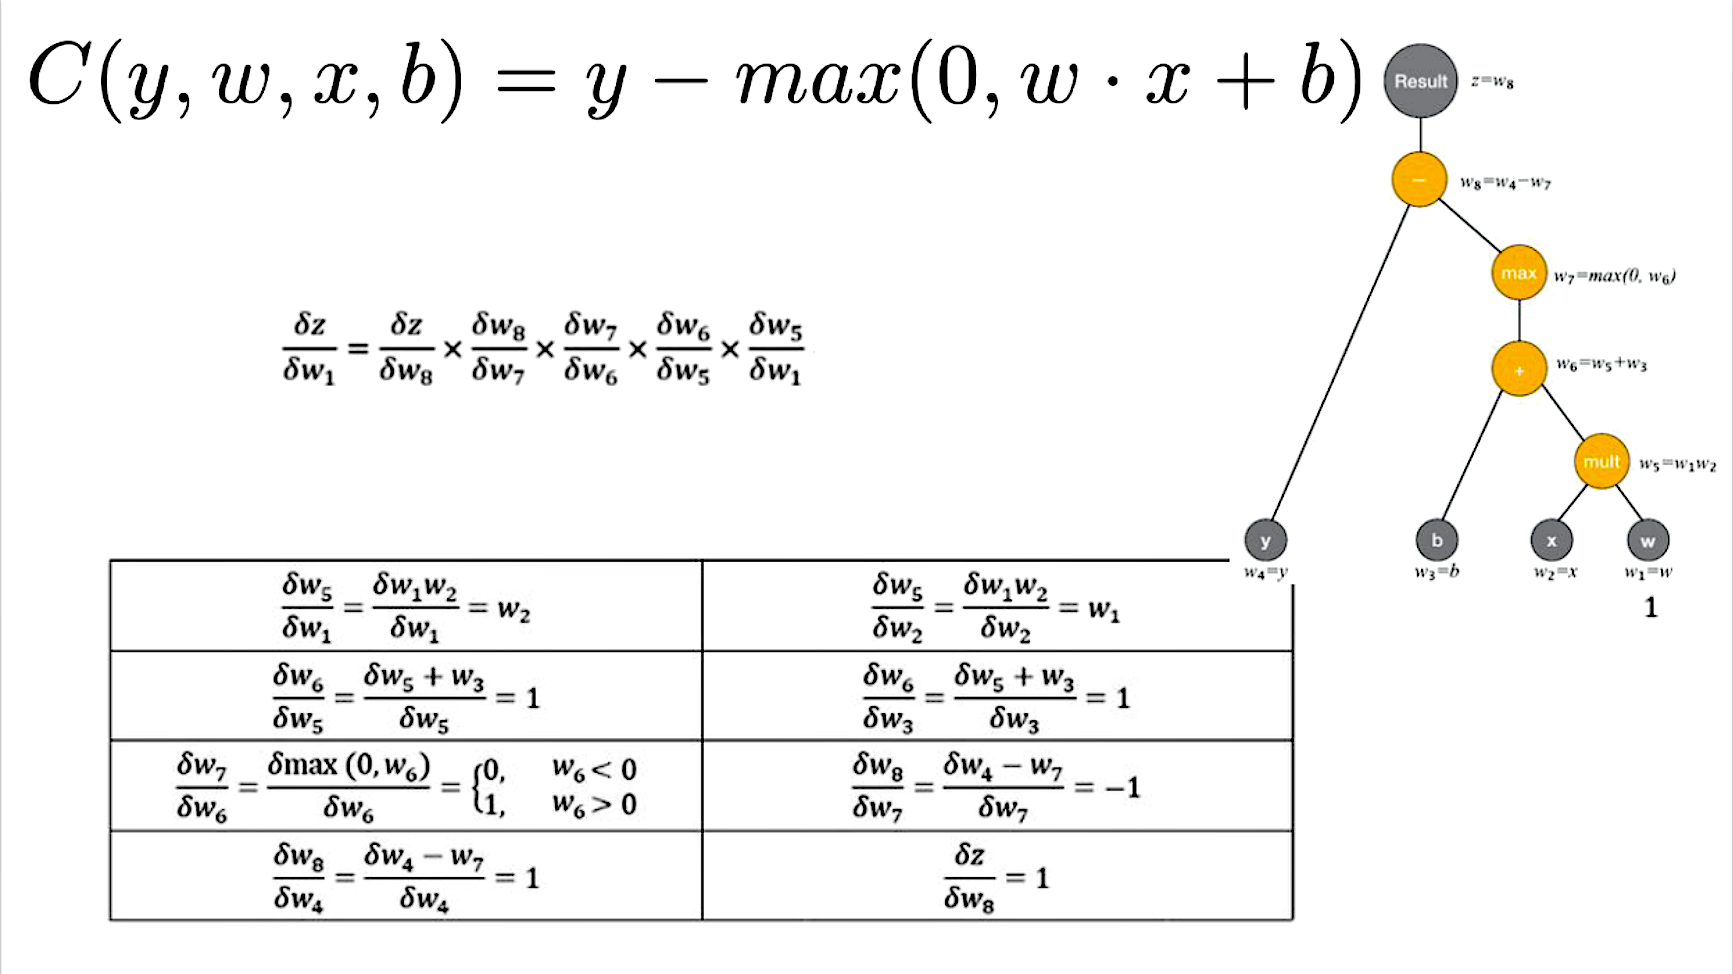 C(y, w, x, b) = y − max(0, w · x + b)
Result z=w₈
− w₈=w₄−w₇
max w₇=max(0, w₆)
+ w₆=w₅+w₃
mult w₅=w₁w₂
y b x w
w₄=y w₃=b w₂=x w₁=w
1
δz/δw₁ = δz/δw₈ × δw₈/δw₇ × δw₇/δw₆ × δw₆/δw₅ × δw₅/δw₁
δw₅/δw₁ = δw₁w₂/δw₁ = w₂
δw₅/δw₂ = δw₁w₂/δw₂ = w₁
δw₆/δw₅ = δw₅ + w₃/δw₅ = 1
δw₆/δw₃ = δw₅ + w₃/δw₃ = 1
δw₇/δw₆ = δmax (0, w₆)/δw₆ = {0, w₆ < 0
1, w₆ > 0
δw₈/δw₇ = δw₄ − w₇/δw₇ = −1
δw₈/δw₄ = δw₄ − w₇/δw₄ = 1
δz/δw₈ = 1